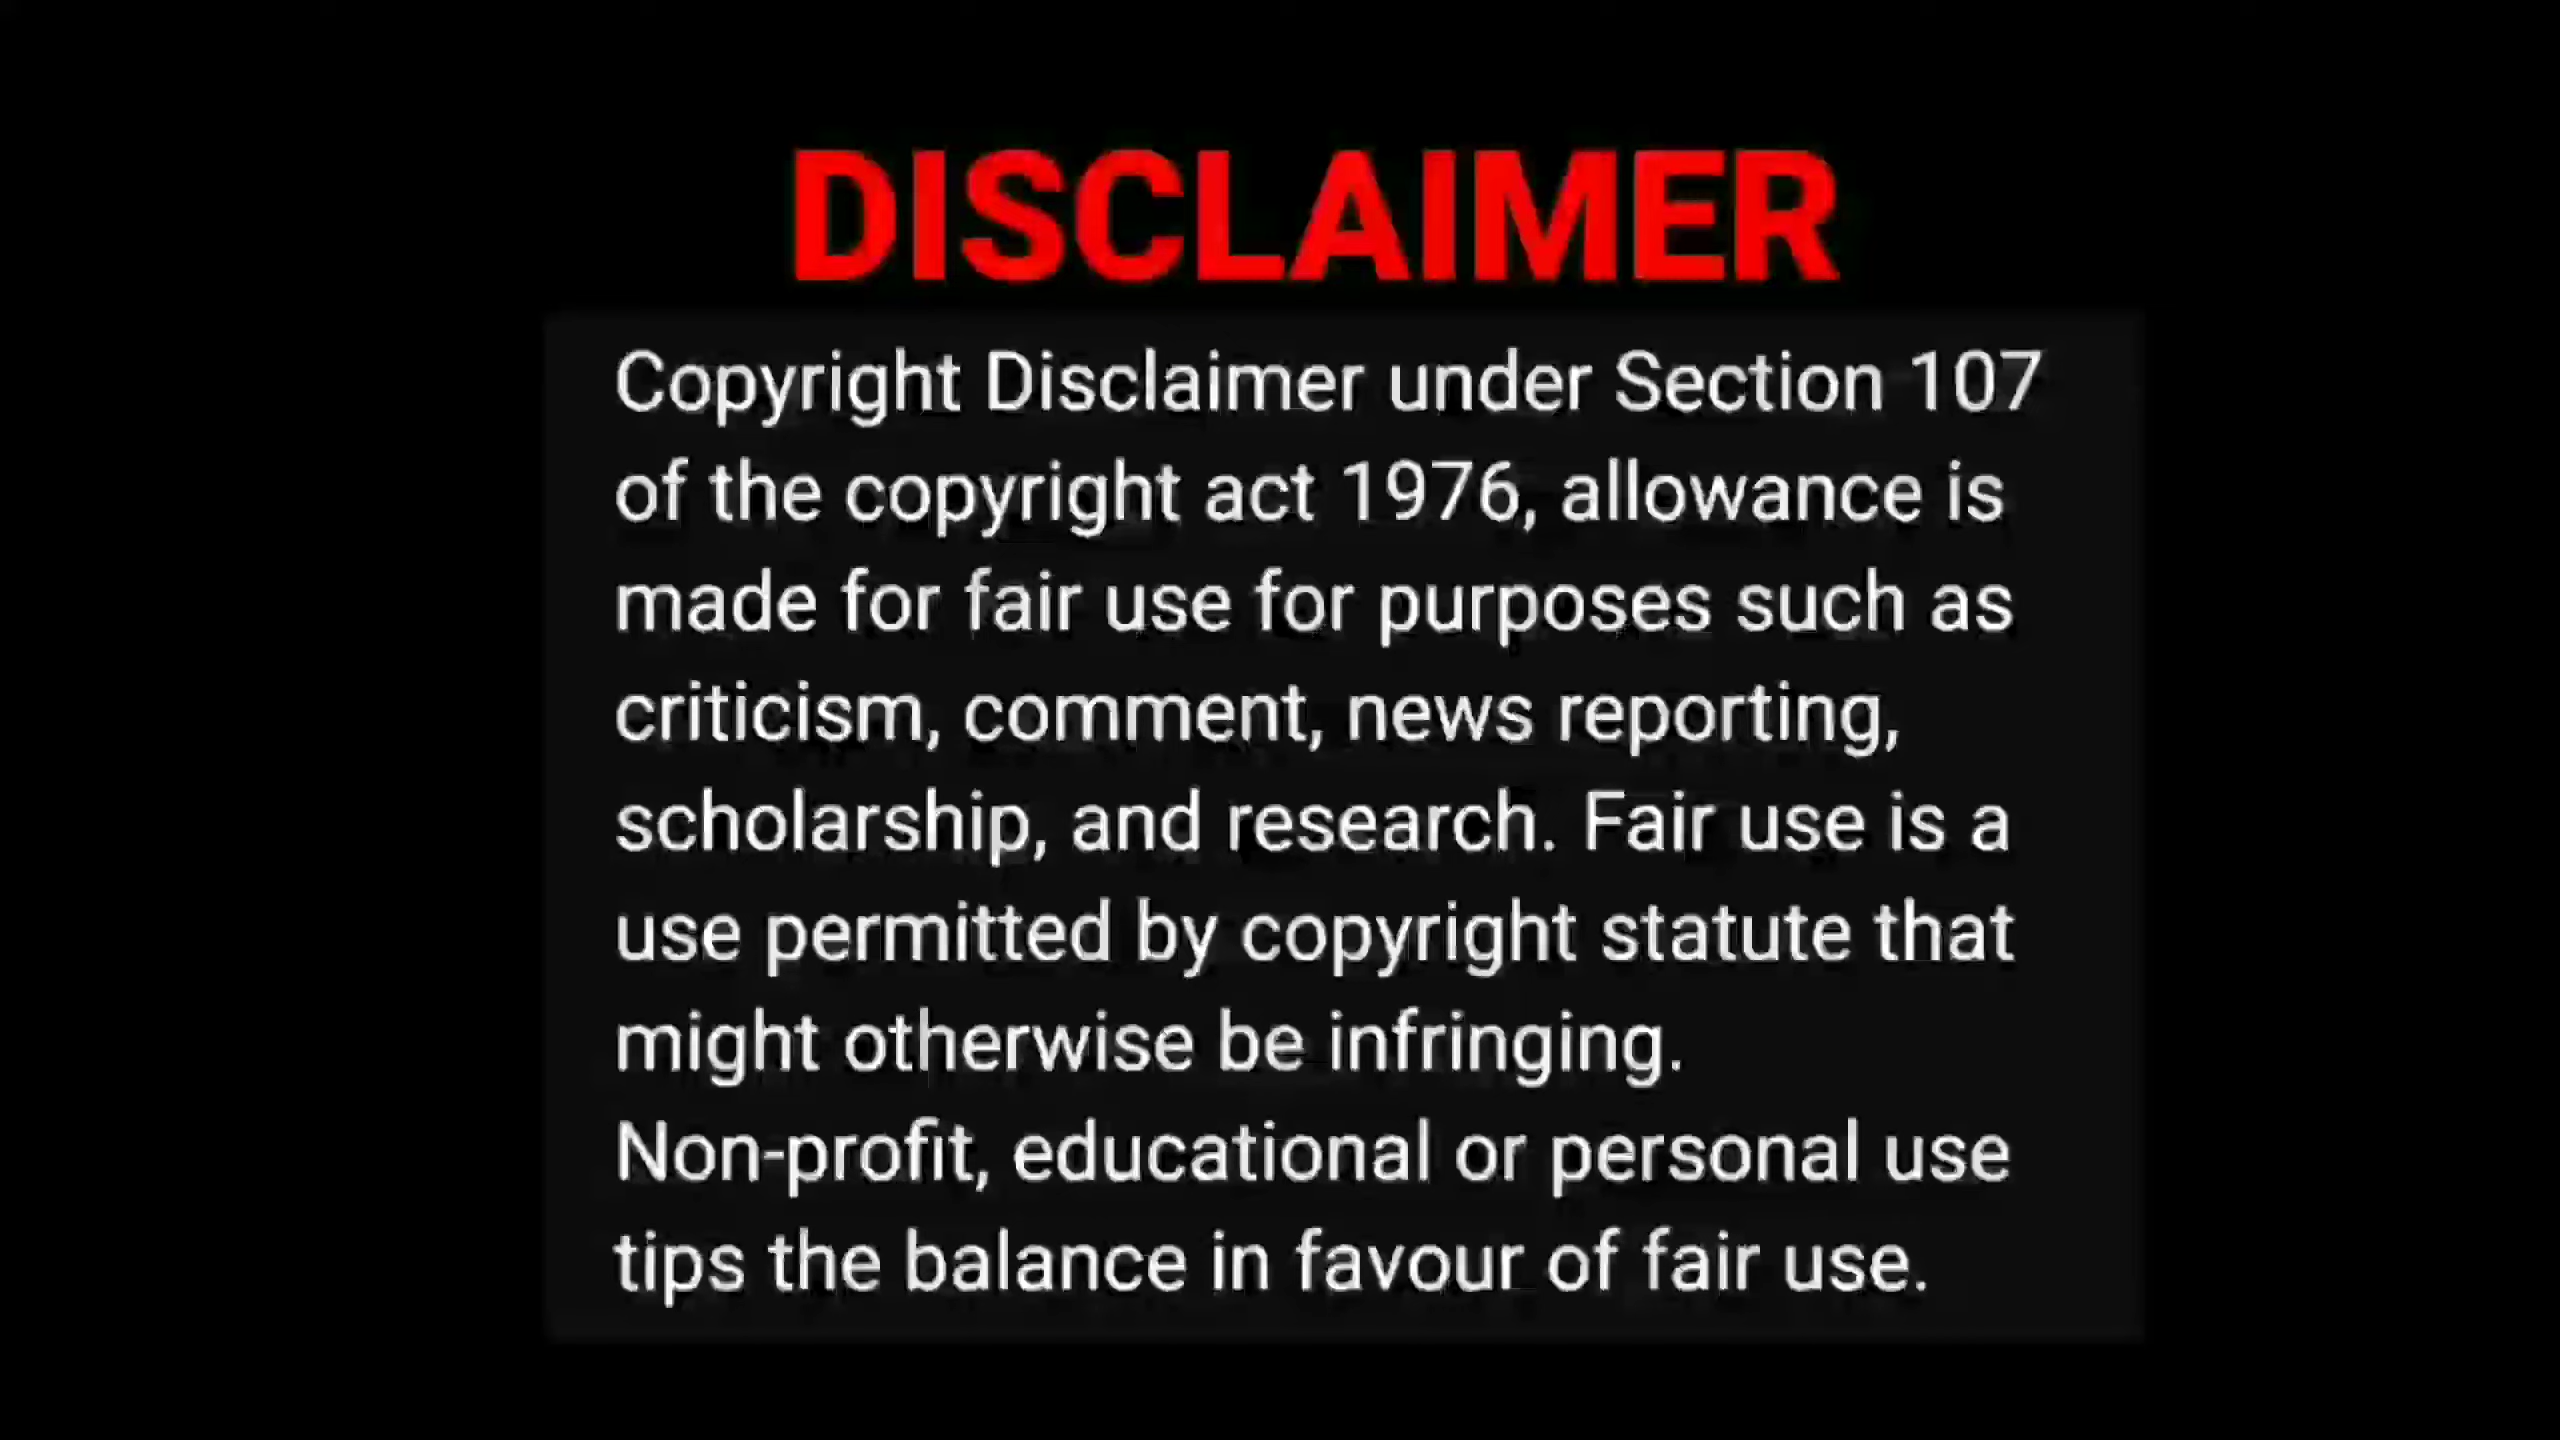 DISCLAIMER
Copyright Disclaimer under Section 107
of the copyright act 1976, allowance is
made for fair use for purposes such as
criticism, comment, news reporting,
scholarship, and research. Fair use is a
use permitted by copyright statute that
might otherwise be infringing.
Non-profit, educational or personal use
tips the balance in favour of fair use.